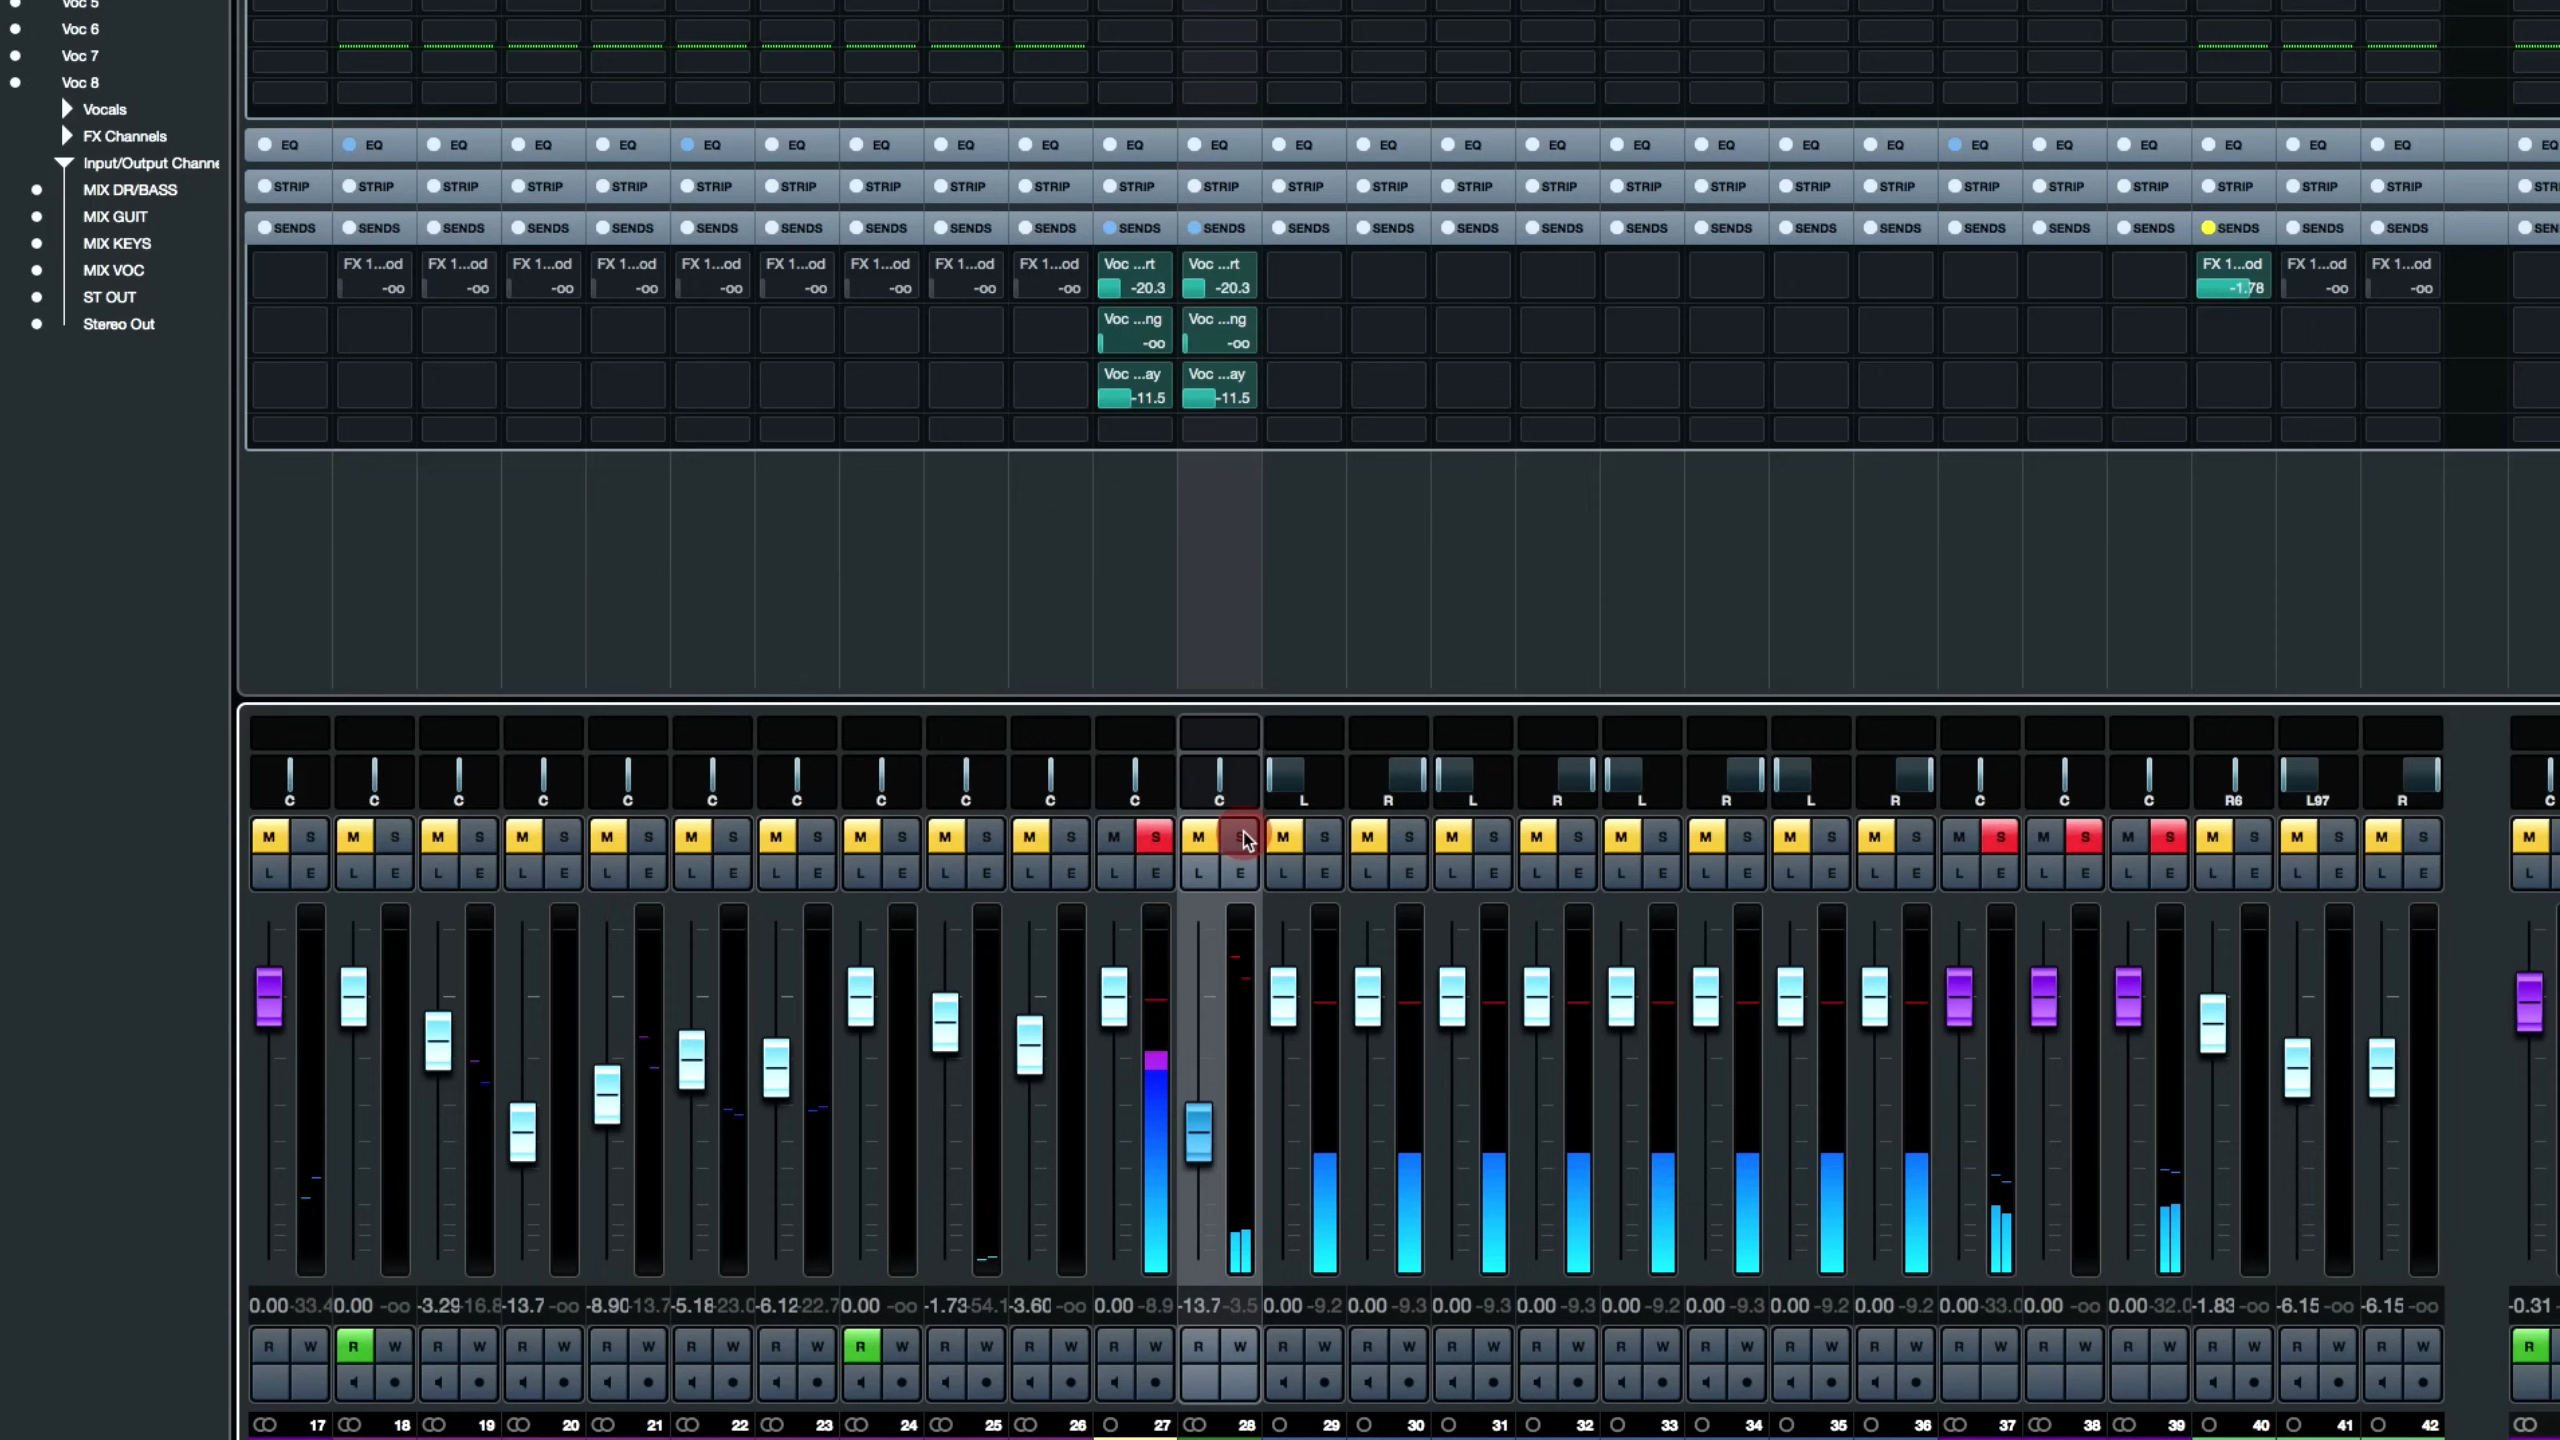 Voc 5
Voc 6
Voc 7
Voc 8
Vocals
FX Channels
Input/Output Channe
MIX DR/BASS
MIX GUIT
MIX KEYS
MIX VOC
ST OUT
Stereo Out
EQ EQ EQ EQ EQ EQ EQ EQ EQ EQ EQ EQ EQ EQ EQ EQ EQ EQ EQ EQ EQ EQ EQ EQ EQ EQ EQ
STRIP STRIP STRIP STRIP STRIP STRIP STRIP STRIP STRIP STRIP STRIP STRIP STRIP STRIP STRIP STRIP STRIP STRIP STRIP STRIP STRIP STRIP STRIP STRIP STRIP STRIP STR
SENDS SENDS SENDS SENDS SENDS SENDS SENDS SENDS SENDS SENDS SENDS SENDS SENDS SENDS SENDS SENDS SENDS SENDS SENDS SENDS SENDS SENDS SENDS SENDS SENDS SENDS SEN
FX 1...od FX 1...od FX 1...od FX 1...od FX 1...od FX 1...od FX 1...od FX 1...od FX 1...od Voc ...rt Voc ...rt FX 1...od FX 1...od FX 1...od
-oo -oo -oo -oo -oo -oo -oo -oo -oo -20.3 -20.3 -1.78 -oo -oo
Voc ...ng Voc ...ng
-oo -oo
Voc ...ay Voc ...ay
-11.5 -11.5
C C C C C C C C C C C C L R L R L R L R C C C R6 L97 R C
M S M S M S M S M S M S M S M S M S M S M S M S M S M S M S M S M S M S M S M S M S M S M S M S M S M S M
L E L E L E L E L E L E L E L E L E L E L E L E L E L E L E L E L E L E L E L E L E L E L E L E L E L E L
0.00 -33.4 0.00 -oo -3.29 -16.8 -13.7 -oo -8.90 -13.7 -5.18 -23.0 -6.12 -22.7 0.00 -oo -1.73 -54.1 -3.60 -oo 0.00 -8.9 -13.7 -3.5 0.00 -9.2 0.00 -9.3 0.00 -9.3 0.00 -9.3 0.00 -9.2 0.00 -9.3 0.00 -9.2 0.00 -9.2 0.00 -33.0 0.00 -oo 0.00 -32.0 -1.83 -oo -6.15 -oo -6.15 -oo -0.31
R W R W R W R W R W R W R W R W R W R W R W R W R W R W R W R W R W R W R W R W R W R W R W R W R W R W R
17 18 19 20 21 22 23 24 25 26 27 28 29 30 31 32 33 34 35 36 37 38 39 40 41 42